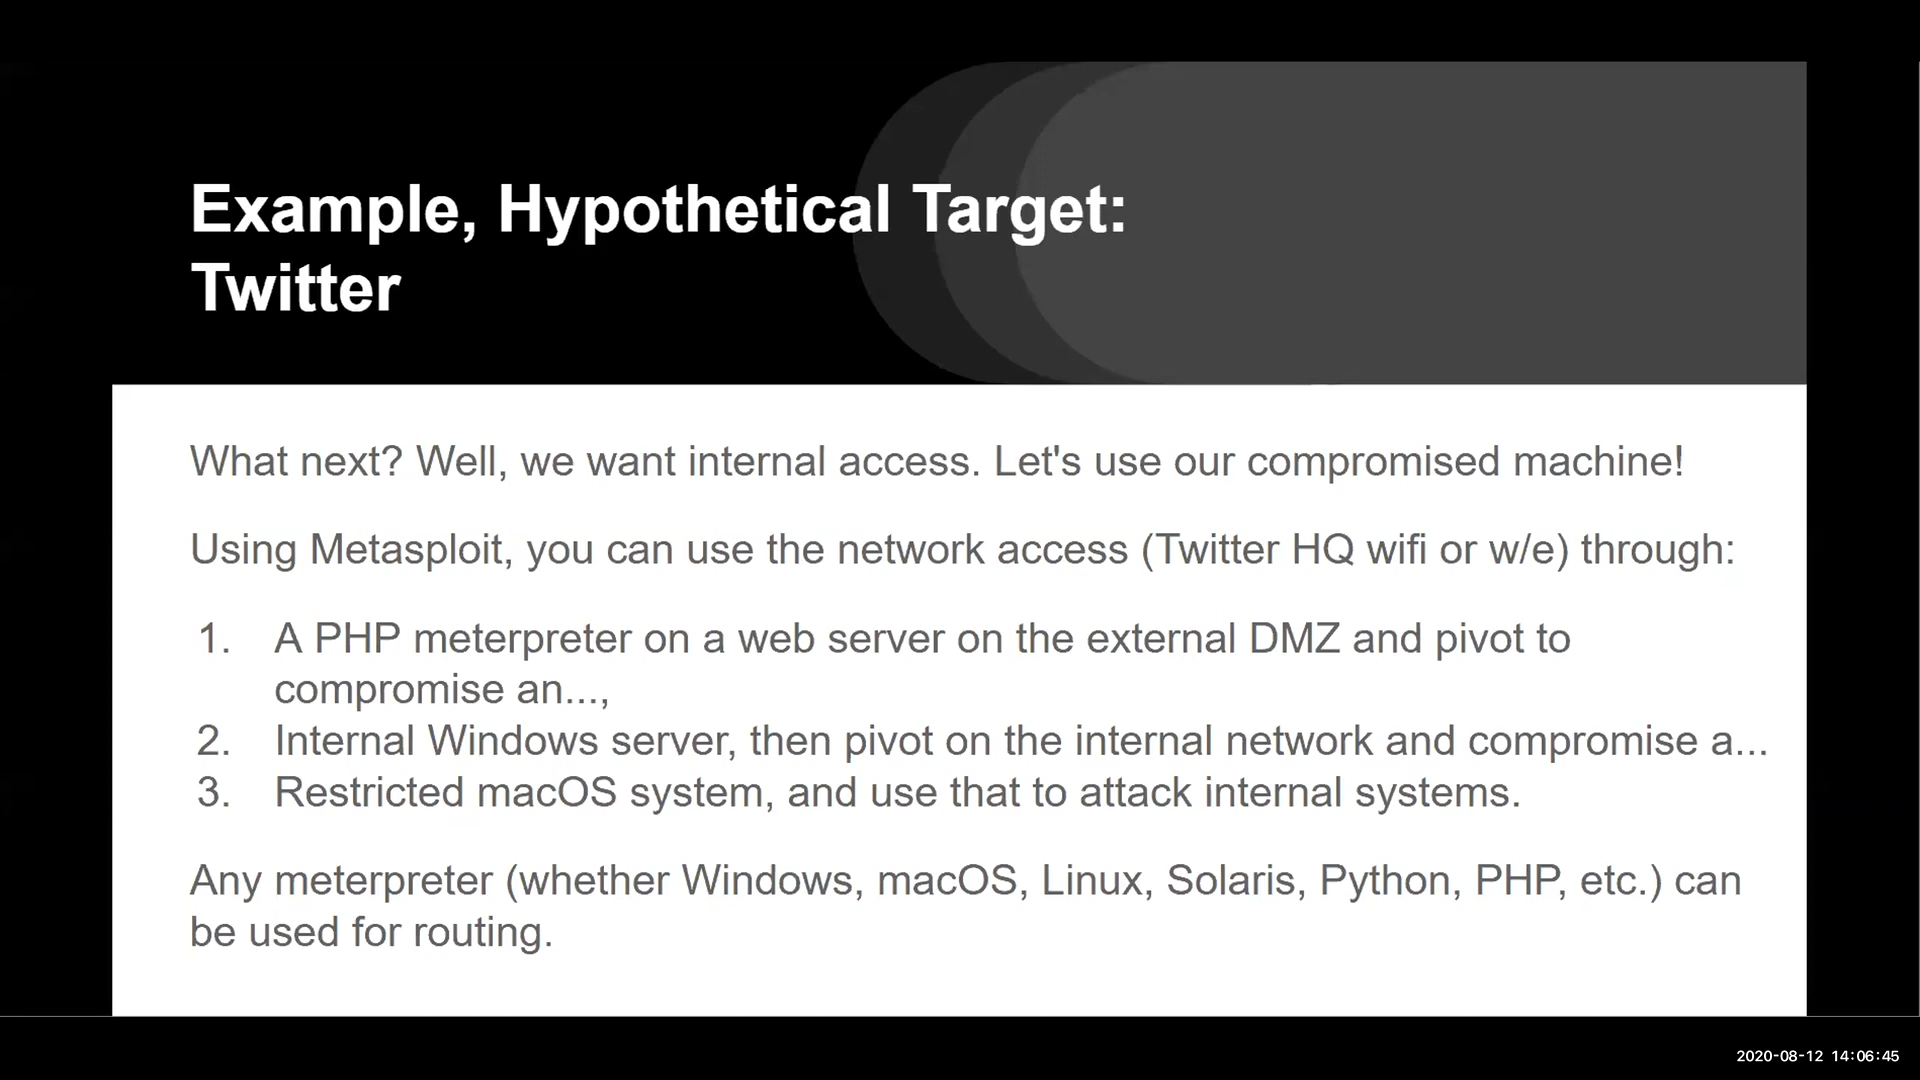 Example, Hypothetical Target:
Twitter
What next? Well, we want internal access. Let's use our compromised machine!
Using Metasploit, you can use the network access (Twitter HQ wifi or w/e) through:
1. A PHP meterpreter on a web server on the external DMZ and pivot to
compromise an...,
2. Internal Windows server, then pivot on the internal network and compromise a...
3. Restricted macOS system, and use that to attack internal systems.
Any meterpreter (whether Windows, macOS, Linux, Solaris, Python, PHP, etc.) can
be used for routing.
2020-08-12 14:06:45